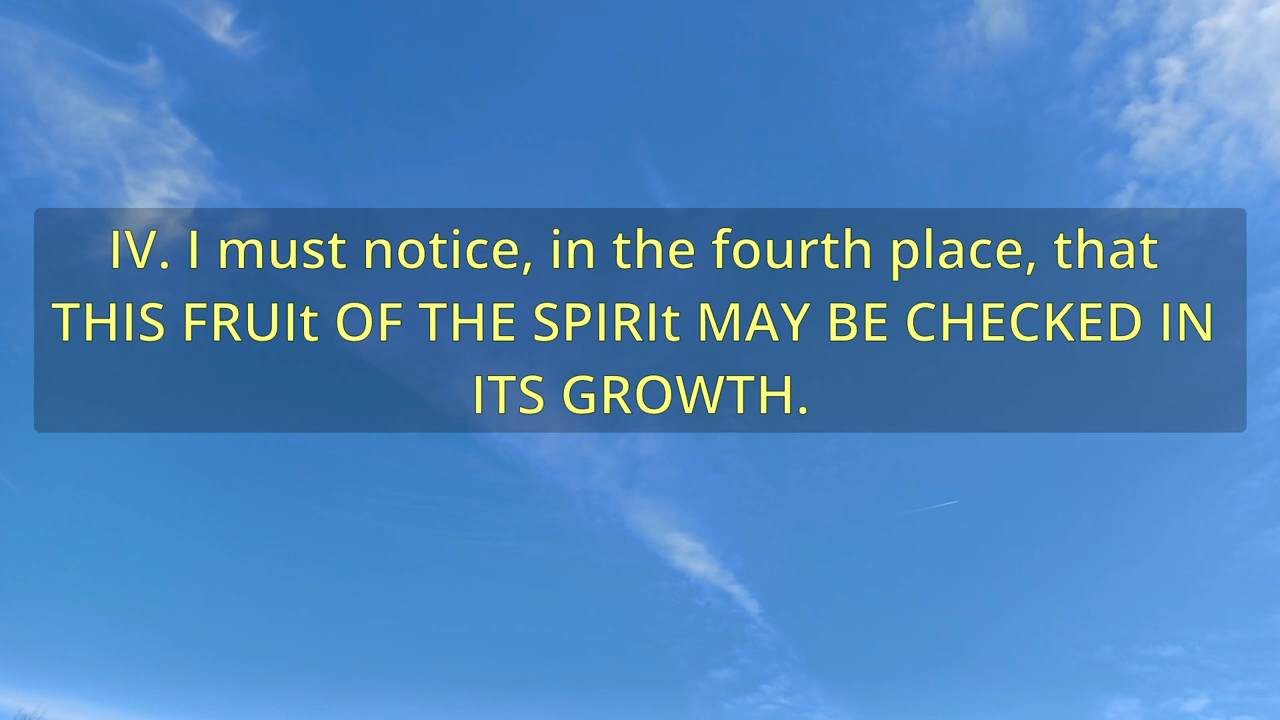 IV. I must notice, in the fourth place, that
THIS FRUIt OF THE SPIRIt MAY BE CHECKED IN
ITS GROWTH.